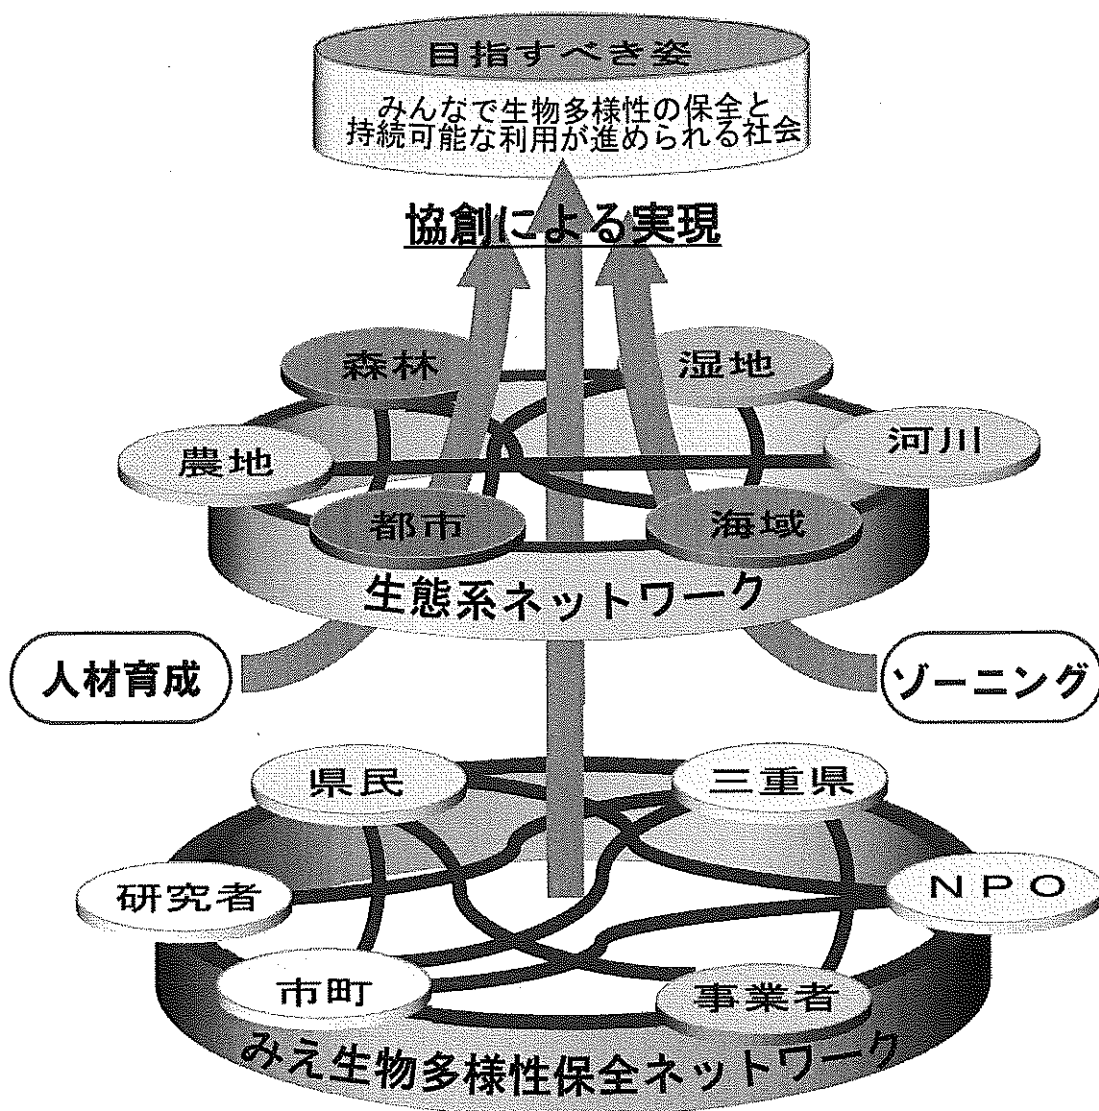 目指すべき姿
みんなで生物多様性の保全と
持続可能な利用が進められる社会
協創による実現
森林
湿地
農地
河川
都市
海域
生態系ネットワーク
人材育成
ゾーニング
県民
三重県
研究者
NPO
市町
事業者
みえ生物多様性保全ネットワーク